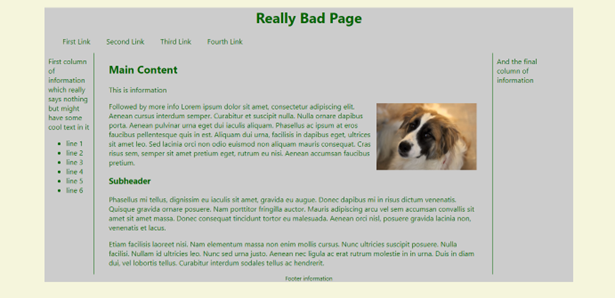 Really Bad Page
First Link Second Link Third Link Fourth Link
First column
of
information
which really
says nothing
but might
have some
cool text in it
line 1
line 2
line 3
line 4
line 5
line 6
Main Content
This is information
Followed by more info Lorem ipsum dolor sit amet, consectetur adipiscing elit.
Aenean cursus interdum semper. Curabitur et suscipit nulla. Nulla ornare dapibus
porta. Aenean pulvinar urna eget dui iaculis aliquam. Phasellus ac ipsum at eros
faucibus pellentesque quis in est. Aliquam dui urna, facilisis in dapibus eget, ultrices
sit amet leo. Sed lacinia orci non odio euismod non aliquam mauris consequat. Cras
risus sem, semper sit amet pretium eget, rutrum eu nisi. Aenean accumsan faucibus
pretium.
Subheader
Phasellus mi tellus, dignissim eu iaculis sit amet, gravida eu augue. Donec dapibus mi in risus dictum venenatis.
Quisque gravida ornare posuere. Nam porttitor fringilla auctor. Mauris adipiscing arcu vel sem accumsan convallis sit
amet sit amet massa. Donec consequat tincidunt tortor eu malesuada. Aenean orci nisl, posuere gravida lacinia non,
venenatis et lacus.
Etiam facilisis laoreet nisi. Nam elementum massa non enim mollis cursus. Nunc ultricies suscipit posuere. Nulla
facilisi. Nullam id ultricies leo. Nunc sed urna justo. Aenean nec ligula ac erat rutrum molestie in in urna. Duis in diam
dui, vel lobortis tellus. Curabitur interdum sodales tellus ac hendrerit.
And the final
column of
information
Footer information